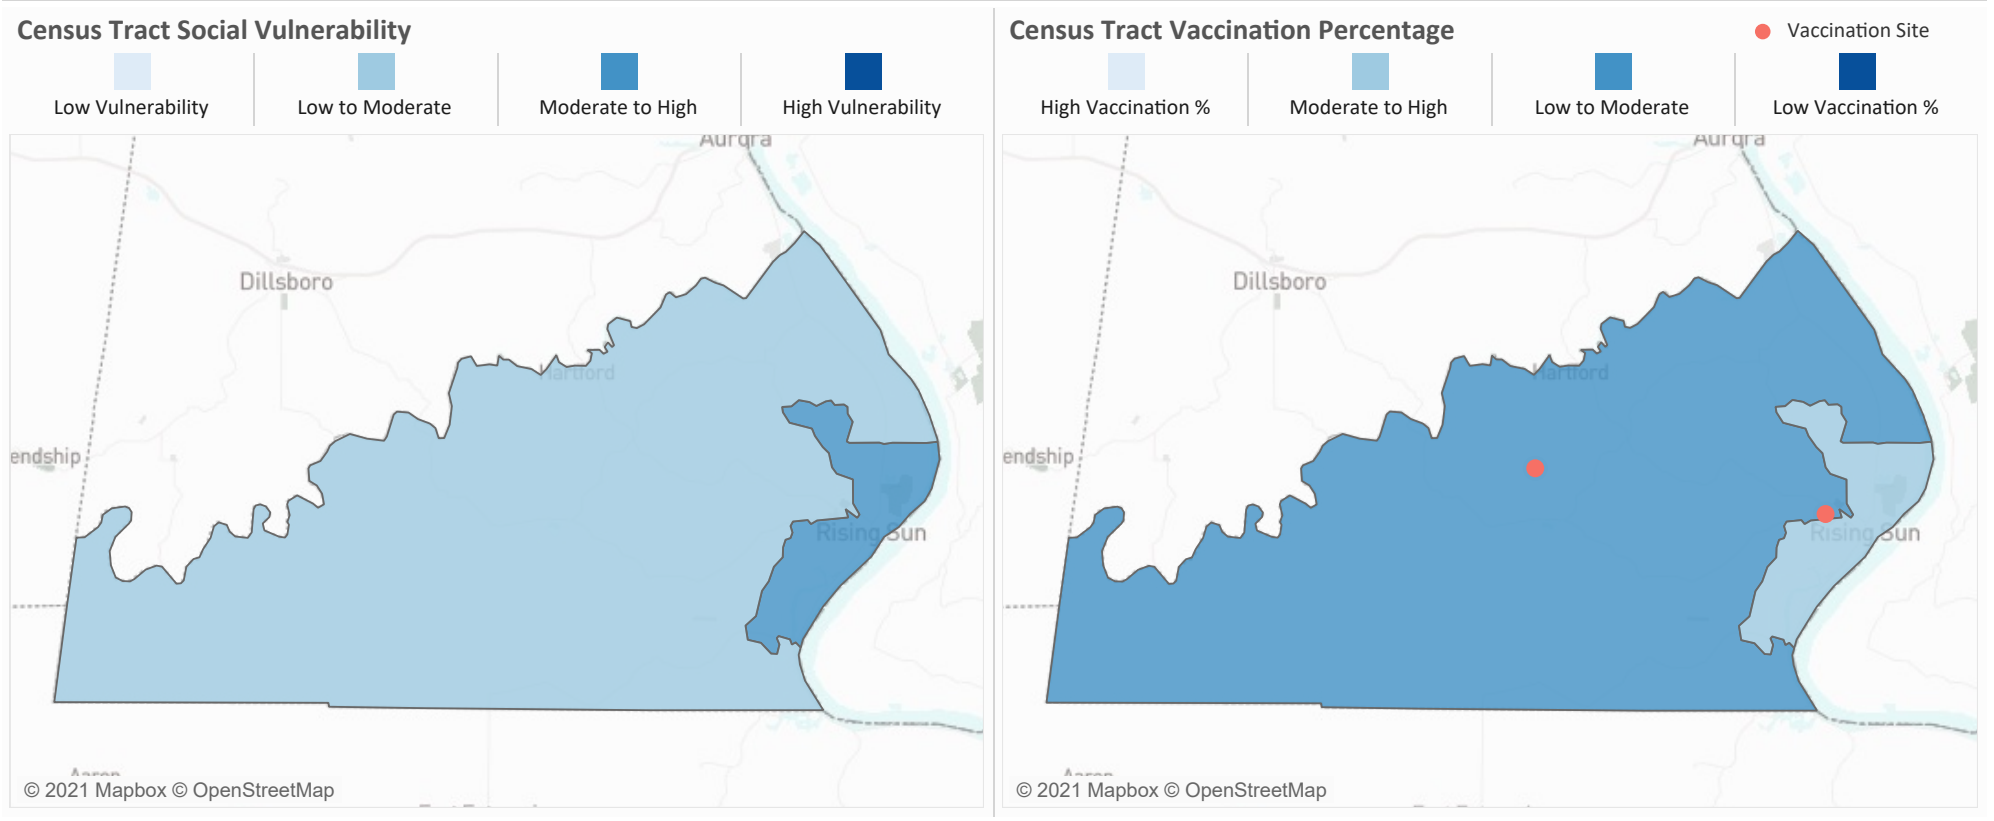 Census Tract Social Vulnerability
Low Vulnerability
Low to Moderate
Moderate to High
High Vulnerability
Aurora
Dillsboro
Hartford
endship
Rising Sun
© 2021 Mapbox © OpenStreetMap
Census Tract Vaccination Percentage
Vaccination Site
High Vaccination %
Moderate to High
Low to Moderate
Low Vaccination %
Aurora
Dillsboro
Hartford
endship
Rising Sun
© 2021 Mapbox © OpenStreetMap